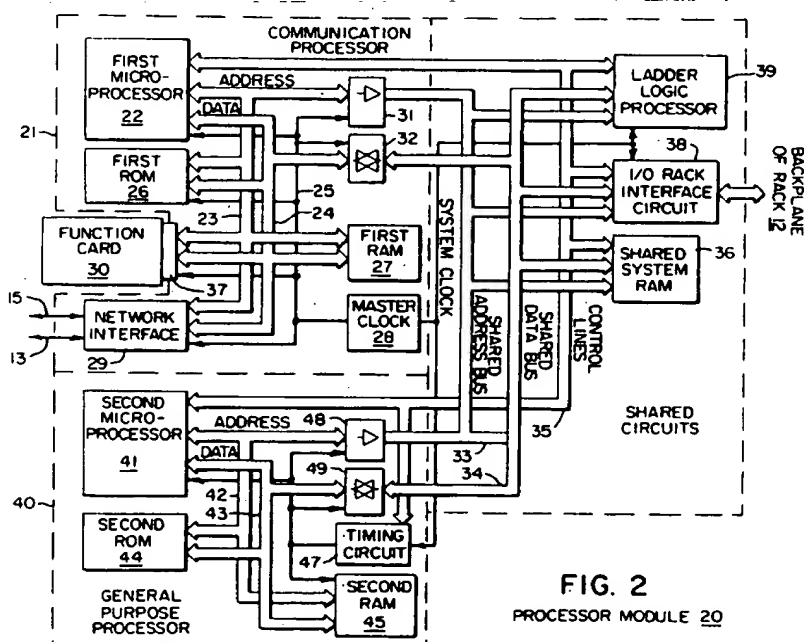 COMMUNICATION
PROCESSOR
FIRST
MICRO-
PROCESSOR
22
ADDRESS
DATA
21
FIRST
ROM
26
23
25
24
31
32
FUNCTION
CARD
30
37
FIRST
RAM
27
15
13
NETWORK
INTERFACE
29
MASTER
CLOCK
28
SYSTEM CLOCK
SHARED
ADDRESS BUS
SHARED
DATA BUS
CONTROL
LINES
LADDER
LOGIC
PROCESSOR
39
38
I/O RACK
INTERFACE
CIRCUIT
BACKPLANE
OF RACK 12
36
SHARED
SYSTEM
RAM
35
SHARED
CIRCUITS
33
34
SECOND
MICRO-
PROCESSOR
41
ADDRESS
DATA
48
49
42
43
40
SECOND
ROM
44
TIMING
CIRCUIT
47
SECOND
RAM
45
GENERAL
PURPOSE
PROCESSOR
FIG. 2
PROCESSOR MODULE 20